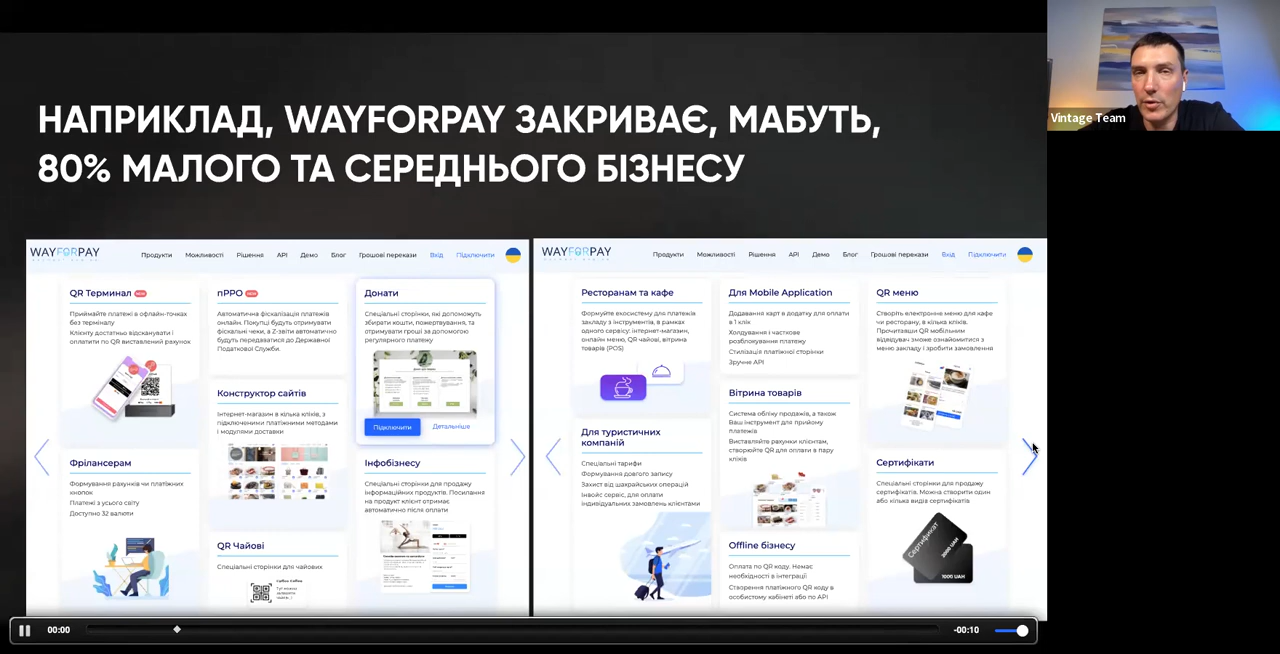 НАПРИКЛАД, WAYFORPAY ЗАКРИВАЄ, МАБУТЬ,
80% МАЛОГО ТА СЕРЕДНЬОГО БІЗНЕСУ
Vintage Team
WAYFORPAY
Продукти Можливості Рішення API Демо Блог Грошові перекази Вхід Підключити
QR Термінал
Приймайте платежі в офлайн-точках
без терміналу
Клієнту достатньо відсканувати і
оплатити по QR виставлений рахунок
Фрілансерам
Формування рахунків чи платіжних
кнопок
Платежі з усього світу
Доступно 32 валюти
пРРО
Автоматична фіскалізація платежів
онлайн. Покупці будуть отримувати
фіскальні чеки, а Z-звіти автоматично
будуть передаватися до Державної
Податкової Служби.
Конструктор сайтів
Інтернет-магазин в кілька кліків, з
підключеними платіжними методами
і модулями доставки
QR Чайові
Спеціальні сторінки для чайових
Донати
Спеціальні сторінки, які допоможуть
збирати кошти, пожертвування, та
отримувати гроші за допомогою
регулярного платежу
Підключити Детальніше
Інфобізнесу
Спеціальні сторінки для продажу
інформаційних продуктів. Посилання
на продукт клієнт отримає
автоматично після оплати
WAYFORPAY
Продукти Можливості Рішення API Демо Блог Грошові перекази Вхід Підключити
Ресторанам та кафе
Формуйте екосистему для платежів
закладу з інструментів, в рамках
одного сервісу: інтернет-магазин,
онлайн меню, QR чайові, вітрина
товарів (POS)
Для туристичних
компаній
Спеціальні тарифи
Формування довгого запису
Захист від шахрайських операцій
Інвойс сервіс, для оплати
індивідуальних замовлень клієнтами
Для Mobile Application
Додавання карт в додатку для оплати
в 1 клік
Холдування і часткове
розблокування платежу
Стилізація платіжної сторінки
Зручне API
Вітрина товарів
Система обліку продажів, а також
Ваш інструмент для прийому
платежів
Виставляйте рахунки клієнтам,
створюйте QR для оплати в пару
кліків
Offline бізнесу
Оплата по QR коду. Немає
необхідності в інтеграції
Створення платіжного QR коду в
особистому кабінеті або по API
QR меню
Створіть електронне меню для кафе
чи ресторану, в кілька кліків.
Прочитавши QR мобільним
відвідувач зможе ознайомитися з
меню закладу і зробити замовлення
Сертифікати
Спеціальні сторінки для продажу
сертифікатів. Можна створити один
або кілька видів сертифікатів
Сертифікат
2000 UAH
1000 UAH
00:00
-00:10